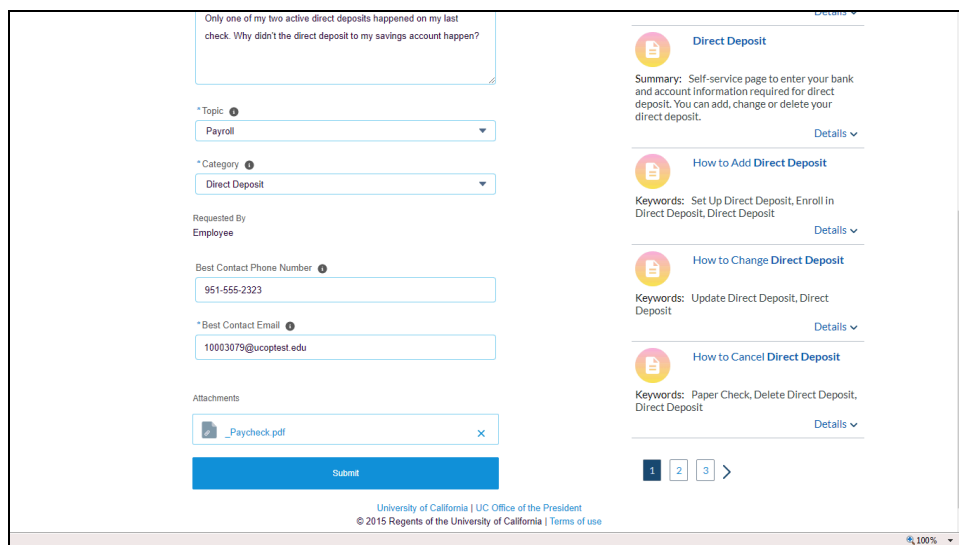 Only one of my two active direct deposits happened on my last
check. Why didn't the direct deposit to my savings account happen?
*Topic
Payroll
*Category
Direct Deposit
Requested By
Employee
Best Contact Phone Number
951-555-2323
*Best Contact Email
10003079@ucoptest.edu
Attachments
_Paycheck.pdf
Submit
Details
Direct Deposit
Summary: Self-service page to enter your bank
and account information required for direct
deposit. You can add, change or delete your
direct deposit.
Details
How to Add Direct Deposit
Keywords: Set Up Direct Deposit, Enroll in
Direct Deposit, Direct Deposit
Details
How to Change Direct Deposit
Keywords: Update Direct Deposit, Direct
Deposit
Details
How to Cancel Direct Deposit
Keywords: Paper Check, Delete Direct Deposit,
Direct Deposit
Details
1 2 3
University of California | UC Office of the President
© 2015 Regents of the University of California | Terms of use
100%